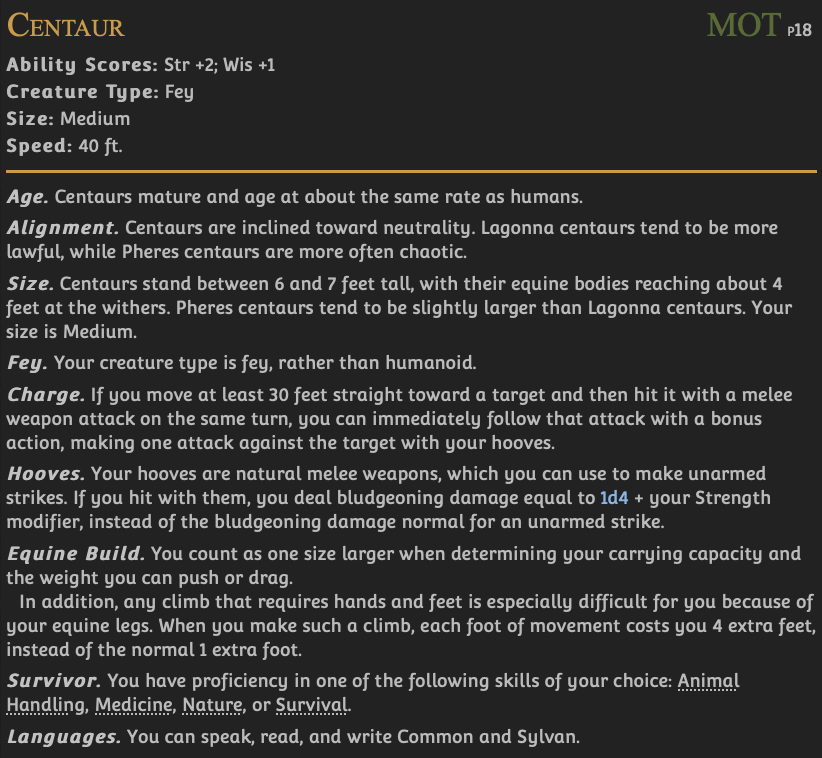 Centaur MOT p18
Ability Scores: Str +2; Wis +1
Creature Type: Fey
Size: Medium
Speed: 40 ft.
Age. Centaurs mature and age at about the same rate as humans.
Alignment. Centaurs are inclined toward neutrality. Lagonna centaurs tend to be more
lawful, while Pheres centaurs are more often chaotic.
Size. Centaurs stand between 6 and 7 feet tall, with their equine bodies reaching about 4
feet at the withers. Pheres centaurs tend to be slightly larger than Lagonna centaurs. Your
size is Medium.
Fey. Your creature type is fey, rather than humanoid.
Charge. If you move at least 30 feet straight toward a target and then hit it with a melee
weapon attack on the same turn, you can immediately follow that attack with a bonus
action, making one attack against the target with your hooves.
Hooves. Your hooves are natural melee weapons, which you can use to make unarmed
strikes. If you hit with them, you deal bludgeoning damage equal to 1d4 + your Strength
modifier, instead of the bludgeoning damage normal for an unarmed strike.
Equine Build. You count as one size larger when determining your carrying capacity and
the weight you can push or drag.
In addition, any climb that requires hands and feet is especially difficult for you because of
your equine legs. When you make such a climb, each foot of movement costs you 4 extra feet,
instead of the normal 1 extra foot.
Survivor. You have proficiency in one of the following skills of your choice: Animal
Handling, Medicine, Nature, or Survival.
Languages. You can speak, read, and write Common and Sylvan.